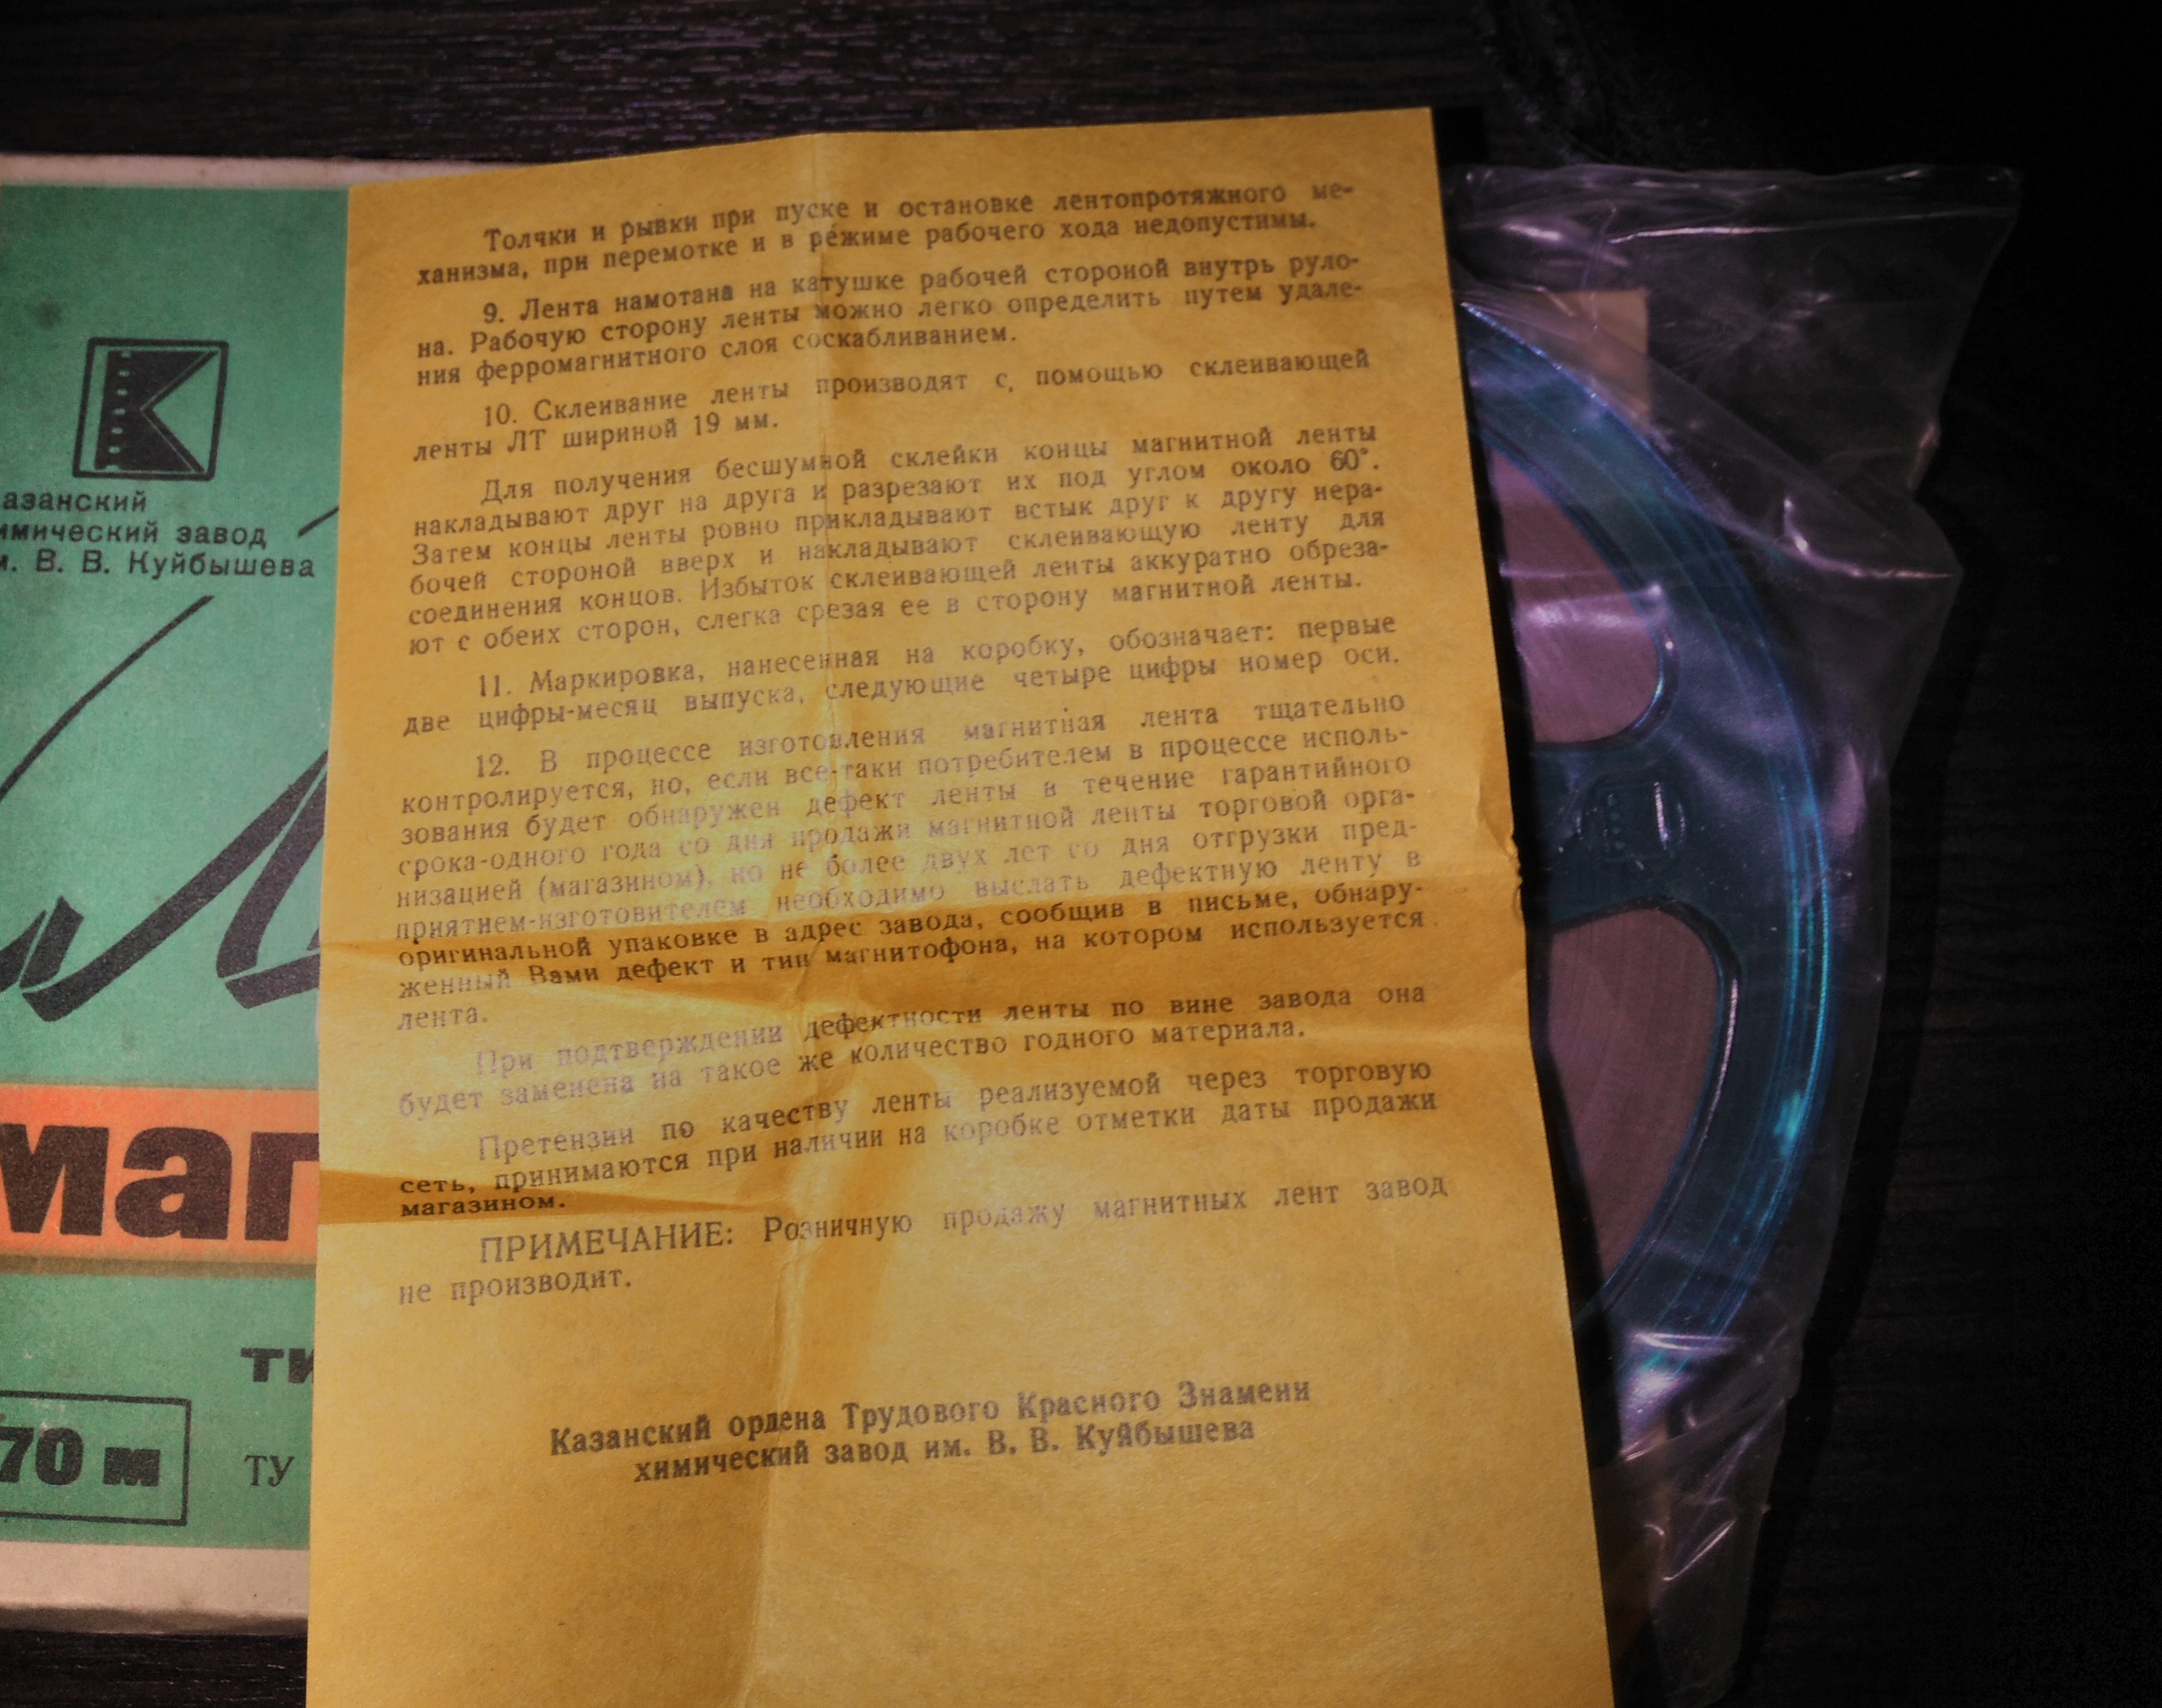 азанский
имический завод
м. В. В. Куйбышева
маг
ти
70 м
ТУ
Толчки и рывки при пуске и остановке лентопротяжного ме-
ханизма, при перемотке и в режиме рабочего хода недопустимы.
9. Лента намотана на катушке рабочей стороной внутрь руло-
на. Рабочую сторону ленты можно легко определить путем удале-
ния ферромагнитного слоя соскабливанием.
10. Склеивание ленты производят с помощью склеивающей
ленты ЛТ шириной 19 мм.
Для получения бесшумной склейки концы магнитной ленты
накладывают друг на друга и разрезают их под углом около 60°.
Затем концы ленты ровно прикладывают встык друг к другу нера-
бочей стороной вверх и накладывают склеивающую ленту для
соединения концов. Избыток склеивающей ленты аккуратно обреза-
ют с обеих сторон, слегка срезая ее в сторону магнитной ленты.
11. Маркировка, нанесенная на коробку, обозначает: первые
две цифры-месяц выпуска, следующие четыре цифры номер оси.
12. В процессе изготовления магнитная лента тщательно
контролируется, но, если все-таки потребителем в процессе исполь-
зования будет обнаружен дефект ленты в течение гарантийного
срока-одного года со дня продажи магнитной ленты торговой орга-
низацией (магазином), но не более двух лет со дня отгрузки пред-
приятием-изготовителем необходимо выслать дефектную ленту в
оригинальной упаковке в адрес завода, сообщив в письме, обнару-
женный Вами дефект и тип магнитофона, на котором используется
лента.
При подтверждении дефектности ленты по вине завода она
будет заменена на такое же количество годного материала.
Претензии по качеству ленты реализуемой через торговую
сеть, принимаются при наличии на коробке отметки даты продажи
магазином.
ПРИМЕЧАНИЕ: Розничную продажу магнитных лент завод
не производит.
Казанский ордена Трудового Красного Знамени
химический завод им. В. В. Куйбышева